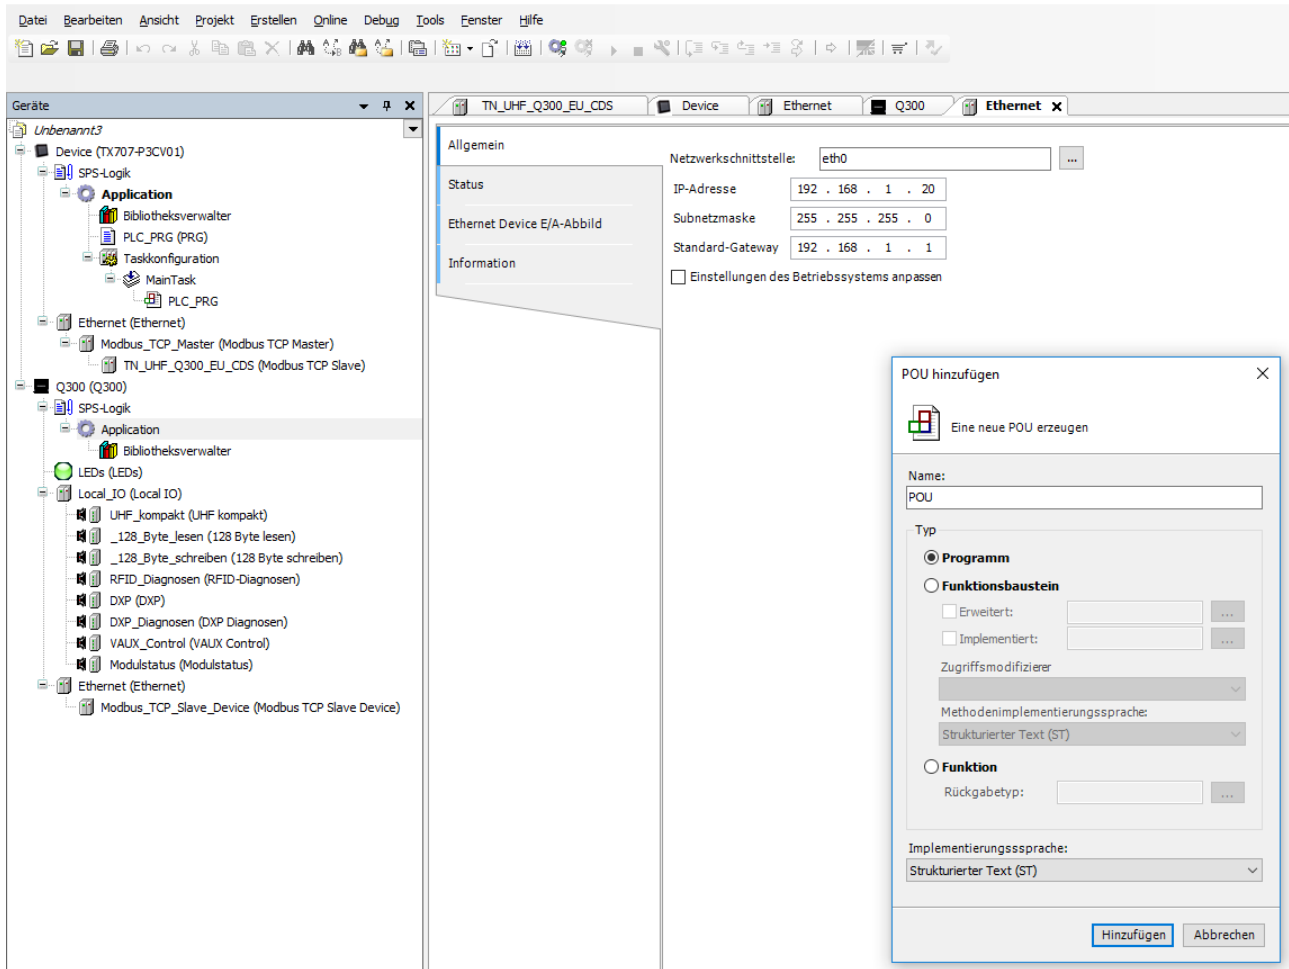 Datei Bearbeiten Ansicht Projekt Erstellen Online Debug Tools Fenster Hilfe
Geräte
Unbenannt3
Device (TX707-P3CV01)
SPS-Logik
Application
Bibliotheksverwalter
PLC_PRG (PRG)
Taskkonfiguration
MainTask
PLC_PRG
Ethernet (Ethernet)
Modbus_TCP_Master (Modbus TCP Master)
TN_UHF_Q300_EU_CDS (Modbus TCP Slave)
Q300 (Q300)
SPS-Logik
Application
Bibliotheksverwalter
LEDs (LEDs)
Local_IO (Local IO)
UHF_kompakt (UHF kompakt)
_128_Byte_lesen (128 Byte lesen)
_128_Byte_schreiben (128 Byte schreiben)
RFID_Diagnosen (RFID-Diagnosen)
DXP (DXP)
DXP_Diagnosen (DXP Diagnosen)
VAUX_Control (VAUX Control)
Modulstatus (Modulstatus)
Ethernet (Ethernet)
Modbus_TCP_Slave_Device (Modbus TCP Slave Device)
TN_UHF_Q300_EU_CDS Device Ethernet Q300 Ethernet
Allgemein
Status
Ethernet Device E/A-Abbild
Information
Netzwerkschnittstelle: eth0 ...
IP-Adresse 192 . 168 . 1 . 20
Subnetzmaske 255 . 255 . 255 . 0
Standard-Gateway 192 . 168 . 1 . 1
Einstellungen des Betriebssystems anpassen
POU hinzufügen
Eine neue POU erzeugen
Name:
POU
Typ
Programm
Funktionsbaustein
Erweitert: ...
Implementiert: ...
Zugriffsmodifizierer
Methodenimplementierungssprache:
Strukturierter Text (ST)
Funktion
Rückgabetyp: ...
Implementierungsssprache:
Strukturierter Text (ST)
Hinzufügen Abbrechen